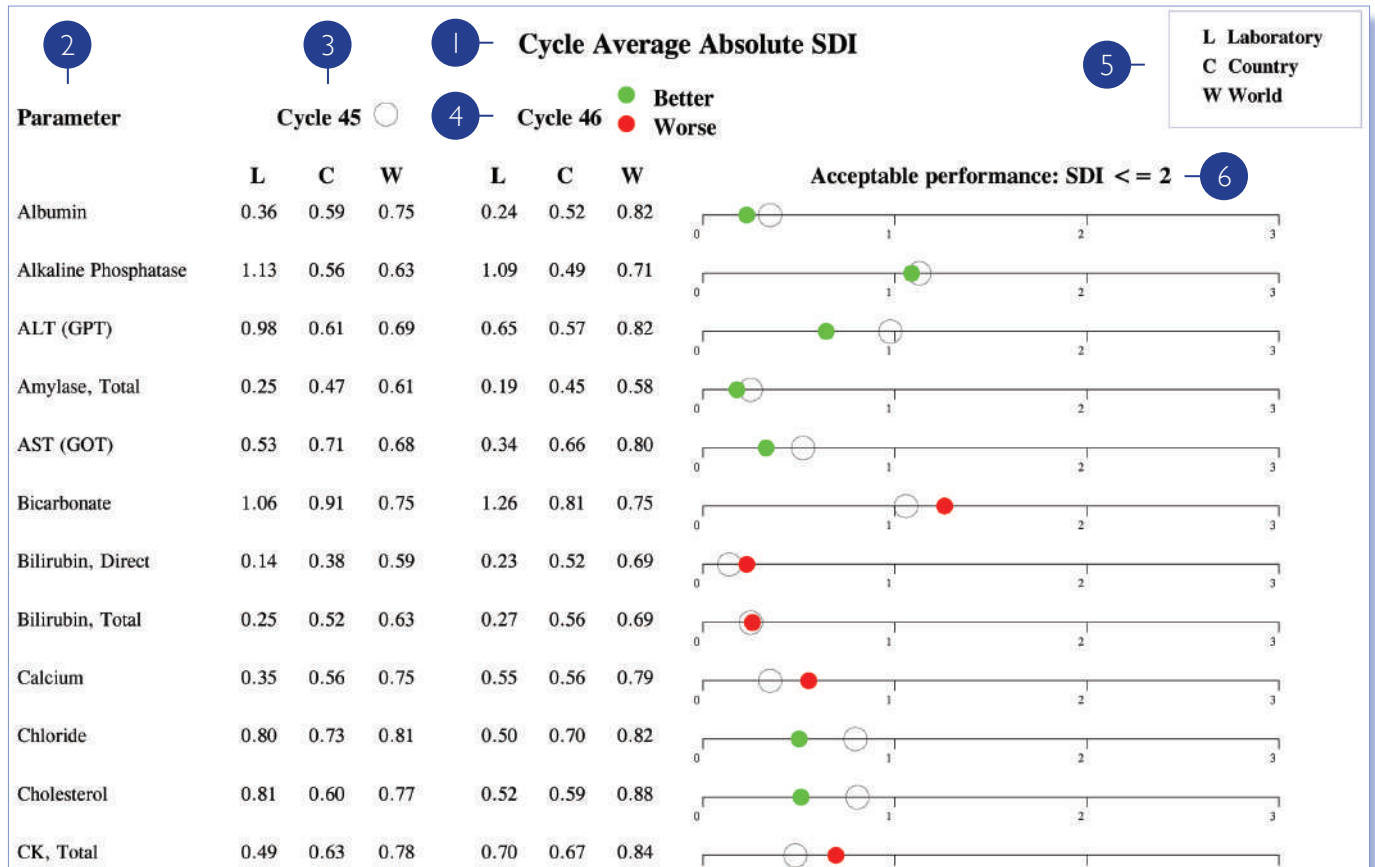 2 3 1 Cycle Average Absolute SDI
L Laboratory
5 C Country
W World
Parameter Cycle 45 4 Cycle 46 Better
Worse
L C W L C W Acceptable performance: SDI < = 2 6
Albumin 0.36 0.59 0.75 0.24 0.52 0.82
0 1 2 3
Alkaline Phosphatase 1.13 0.56 0.63 1.09 0.49 0.71
0 1 2 3
ALT (GPT) 0.98 0.61 0.69 0.65 0.57 0.82
0 1 2 3
Amylase, Total 0.25 0.47 0.61 0.19 0.45 0.58
0 1 2 3
AST (GOT) 0.53 0.71 0.68 0.34 0.66 0.80
0 1 2 3
Bicarbonate 1.06 0.91 0.75 1.26 0.81 0.75
0 1 2 3
Bilirubin, Direct 0.14 0.38 0.59 0.23 0.52 0.69
0 1 2 3
Bilirubin, Total 0.25 0.52 0.63 0.27 0.56 0.69
0 1 2 3
Calcium 0.35 0.56 0.75 0.55 0.56 0.79
0 1 2 3
Chloride 0.80 0.73 0.81 0.50 0.70 0.82
0 1 2 3
Cholesterol 0.81 0.60 0.77 0.52 0.59 0.88
0 1 2 3
CK, Total 0.49 0.63 0.78 0.70 0.67 0.84